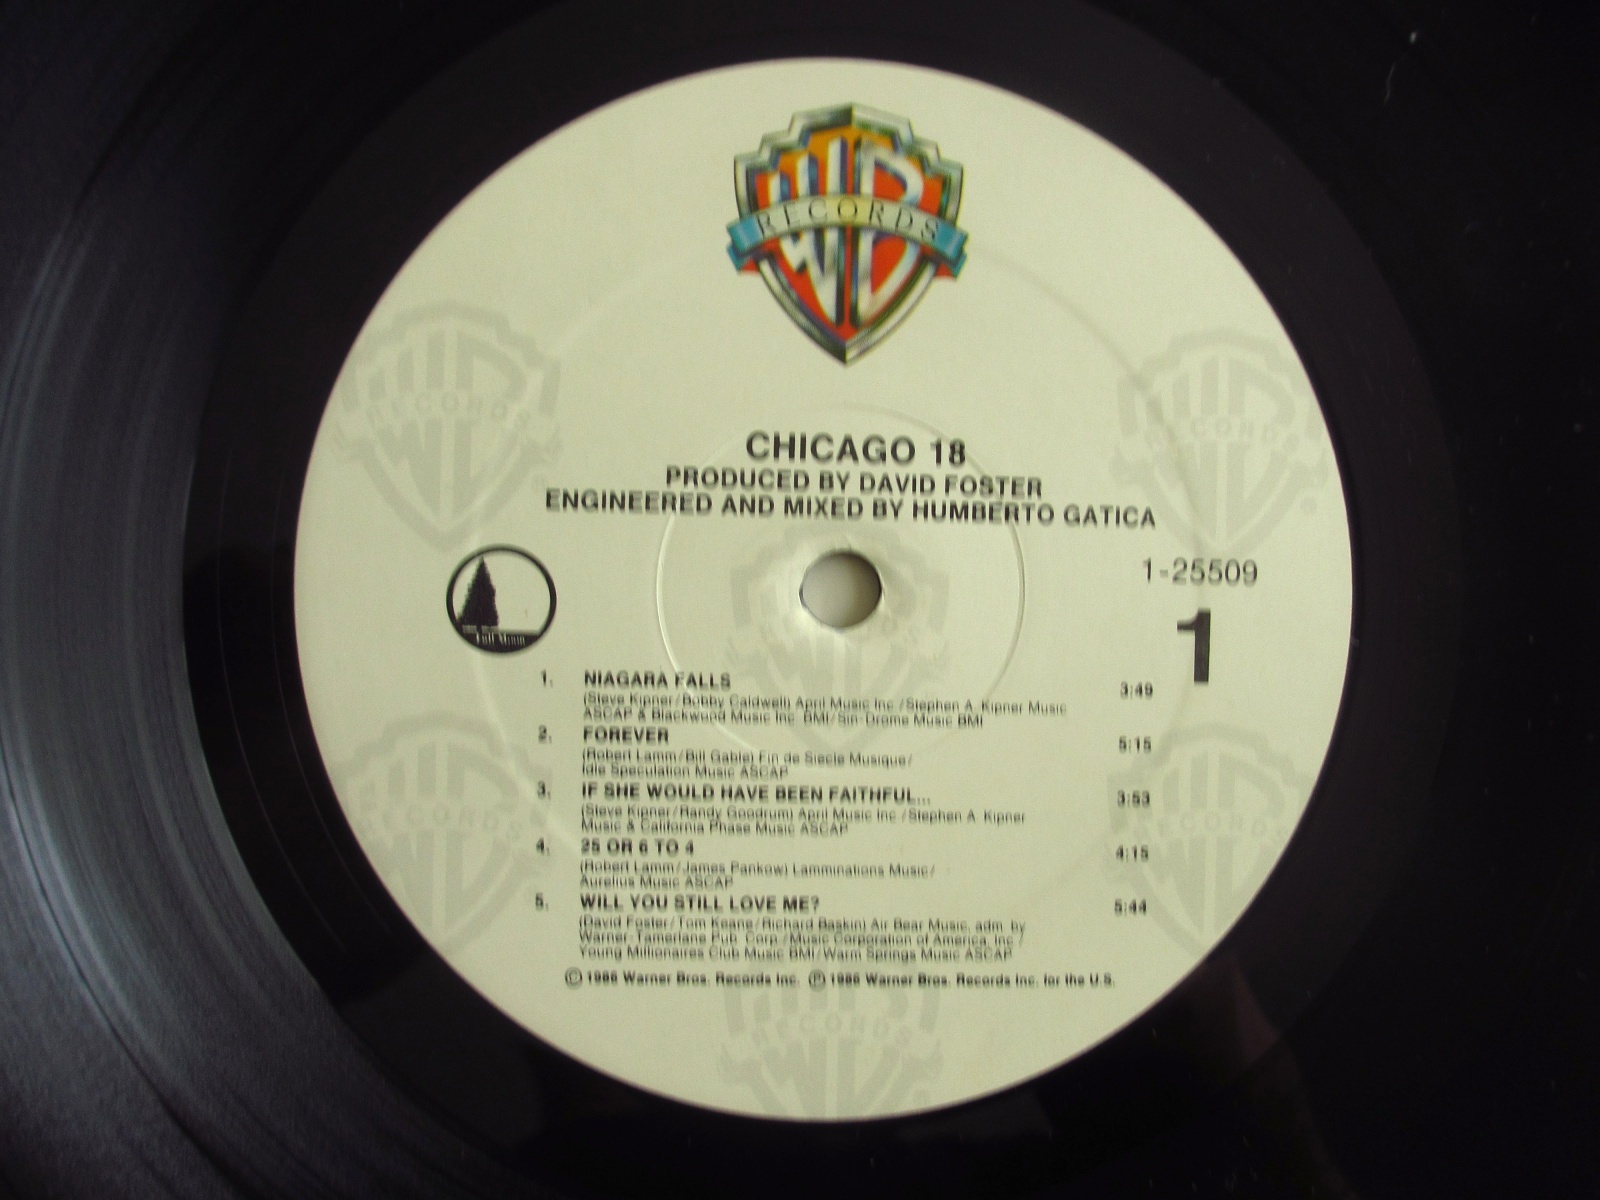 WB
RECORDS
CHICAGO 18
PRODUCED BY DAVID FOSTER
ENGINEERED AND MIXED BY HUMBERTO GATICA
1-25509
1
Full Moon
1. NIAGARA FALLS 3:49
(Steve Kipner/Bobby Caldwell) April Music Inc./Stephen A. Kipner Music
ASCAP & Blackwood Music Inc. BMI/Sin-Drome Music BMI
2. FOREVER 5:15
(Robert Lamm/Bill Gable) Fin de Siecle Musique/
Idle Speculation Music ASCAP
3. IF SHE WOULD HAVE BEEN FAITHFUL... 3:53
(Steve Kipner/Randy Goodrum) April Music Inc./Stephen A. Kipner
Music & California Phase Music ASCAP
4. 25 OR 6 TO 4 4:15
(Robert Lamm/James Pankow) Lamminations Music/
Aurelius Music ASCAP
5. WILL YOU STILL LOVE ME? 5:44
(David Foster/Tom Keane/Richard Baskin) Air Bear Music, adm. by
Warner-Tamerlane Pub. Corp./Music Corporation of America, Inc./
Young Millionaires Club Music BMI/Warm Springs Music ASCAP
© 1986 Warner Bros. Records Inc. ℗ 1986 Warner Bros. Records Inc. for the U.S.